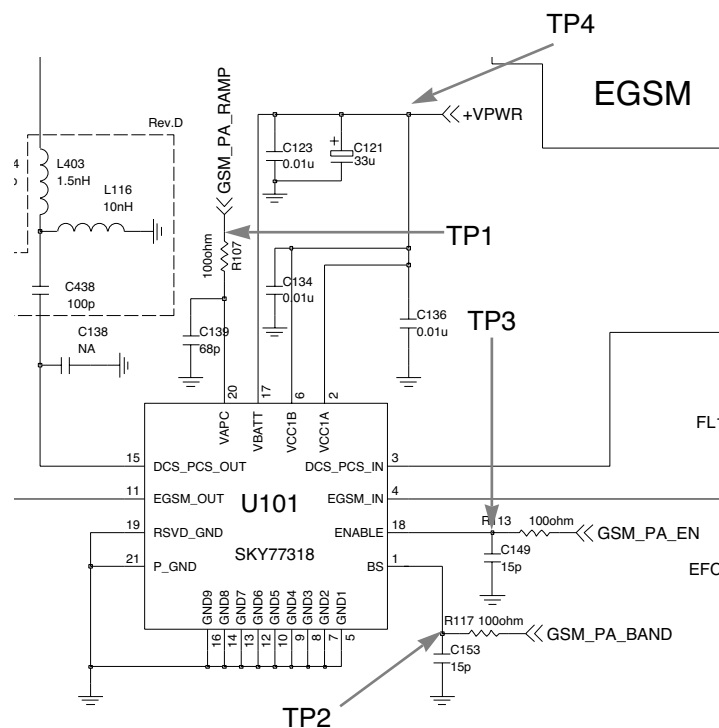 TP4
EGSM
+VPWR
GSM_PA_RAMP
Rev.D
L403
1.5nH
L116
10nH
C123
0.01u
+
C121
33u
TP1
100ohm
R107
C134
0.01u
C438
100p
C136
0.01u
TP3
C138
NA
C139
68p
20
17
6
2
VAPC
VBATT
VCC1B
VCC1A
15
DCS_PCS_OUT
DCS_PCS_IN
3
11
EGSM_OUT
EGSM_IN
4
U101
19
RSVD_GND
ENABLE
18
100ohm
GSM_PA_EN
SKY77318
21
P_GND
BS
1
C149
15p
GND9
GND8
GND7
GND6
GND5
GND4
GND3
GND2
GND1
16
14
13
12
10
9
8
7
5
R117 100ohm
GSM_PA_BAND
C153
15p
TP2